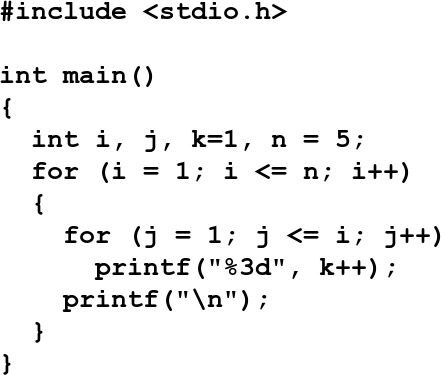 #include <stdio.h>

int main()
{
  int i, j, k=1, n = 5;
  for (i = 1; i <= n; i++)
  {
    for (j = 1; j <= i; j++)
      printf("%3d", k++);
    printf("\n");
  }
}